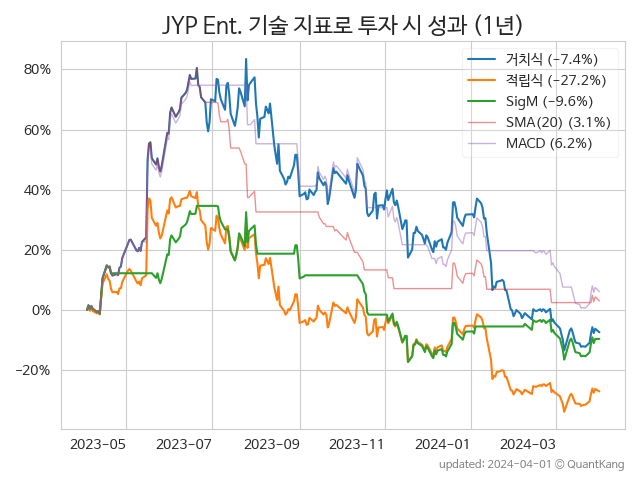 JYP Ent. 기술 지표로 투자 시 성과 (1년)
거치식 (−7.4%)
적립식 (−27.2%)
SigM (−9.6%)
SMA(20) (3.1%)
MACD (6.2%)
80%
60%
40%
20%
0%
−20%
2023-05 2023-07 2023-09 2023-11 2024-01 2024-03
updated: 2024-04-01 © QuantKang